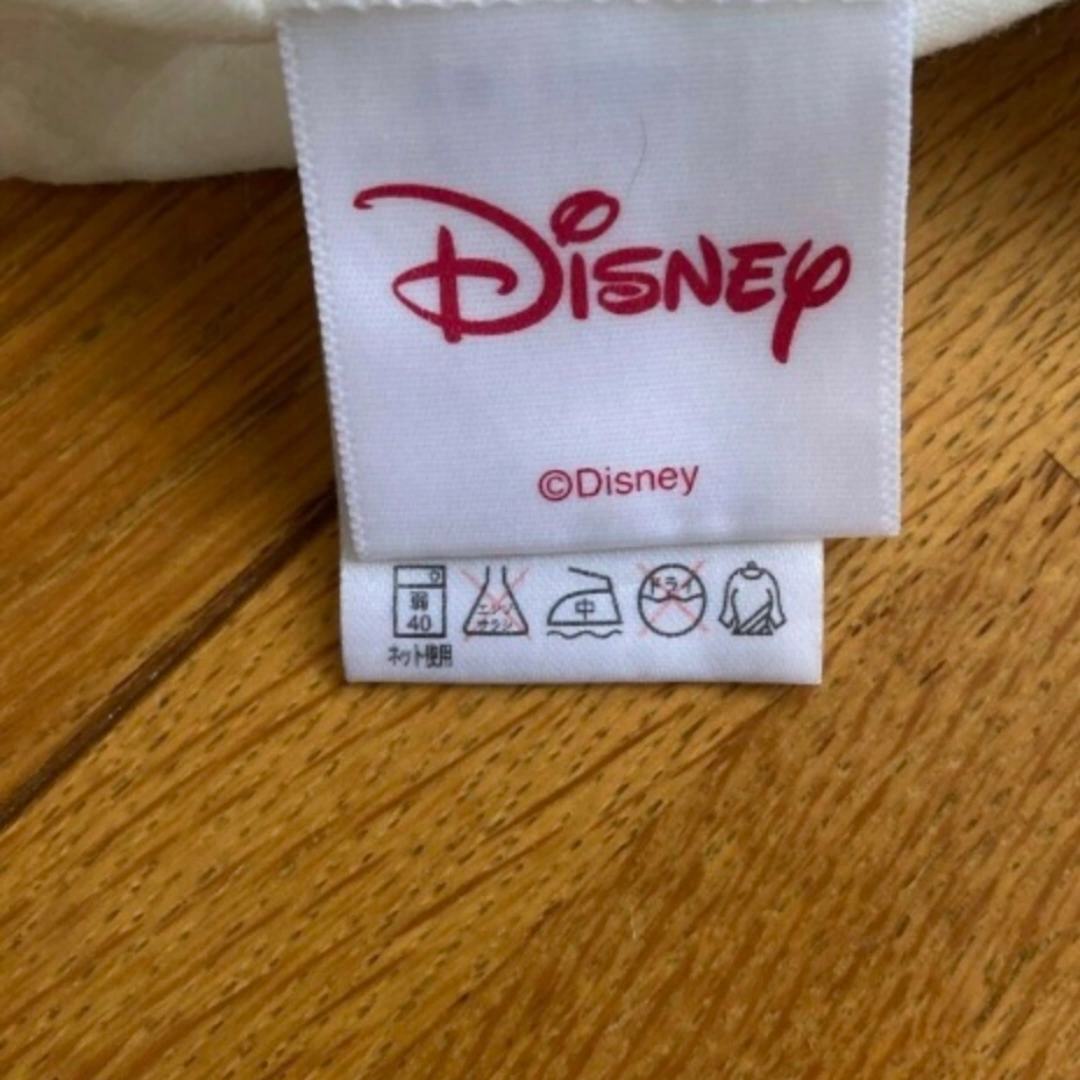 Disney
©Disney
弱 エンソ 中 ドライ
40 サラシ
ネット使用